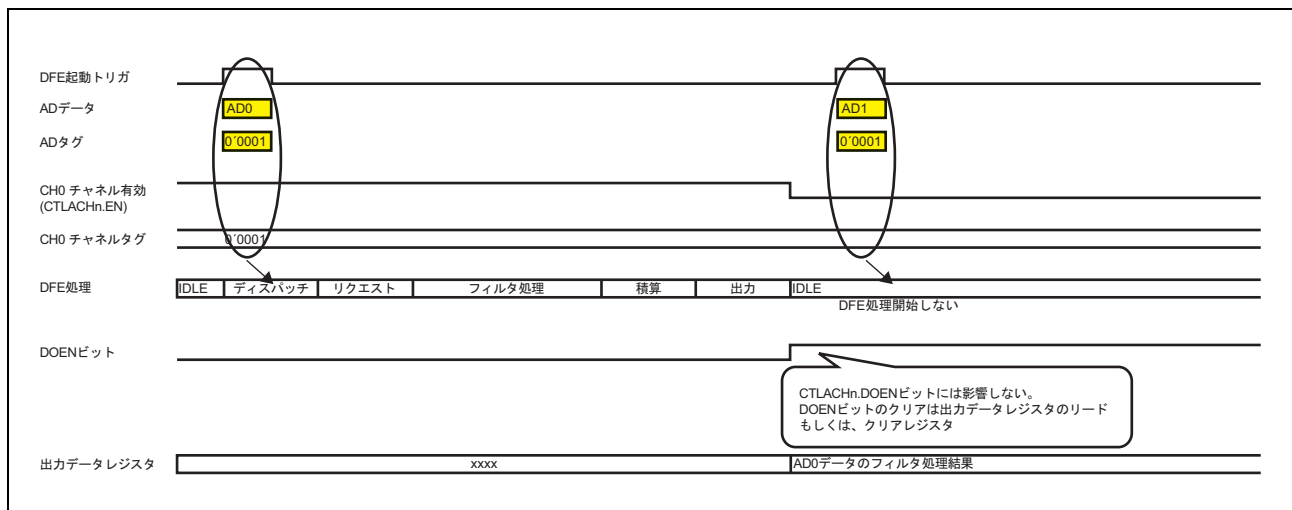 DFE起動トリガ
ADデータ
AD0
AD1
ADタグ
0´0001
0´0001
CH0 チャネル有効
(CTLACHn.EN)
CH0 チャネルタグ
0´0001
DFE処理
IDLE
ディスパッチ
リクエスト
フィルタ処理
積算
出力
IDLE
DFE処理開始しない
DOENビット
CTLACHn.DOENビットには影響しない。
DOENビットのクリアは出力データレジスタのリード
もしくは、クリアレジスタ
出力データレジスタ
xxxx
AD0データのフィルタ処理結果